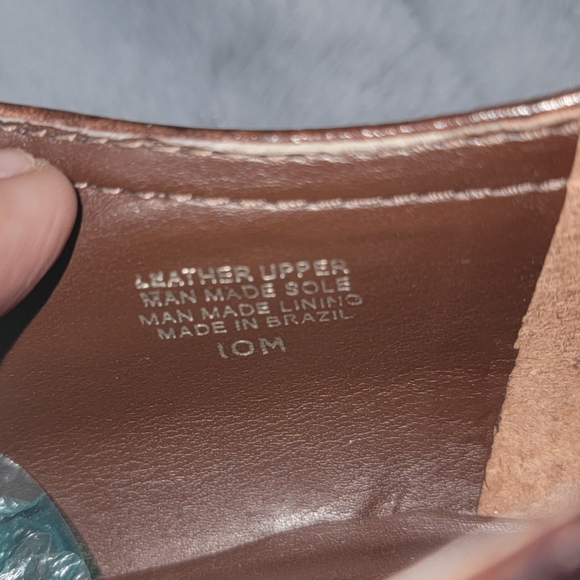 LEATHER UPPER
MAN MADE SOLE
MAN MADE LINING
MADE IN BRAZIL
10M